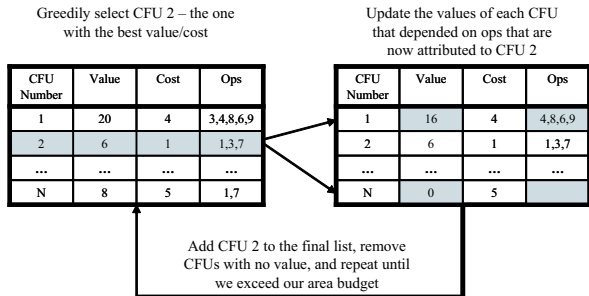 Greedily select CFU 2 – the one
with the best value/cost
CFU Number Value Cost Ops
1 20 4 3,4,8,6,9
2 6 1 1,3,7
... ... ... ...
N 8 5 1,7
Update the values of each CFU
that depended on ops that are
now attributed to CFU 2
CFU Number Value Cost Ops
1 16 4 4,8,6,9
2 6 1 1,3,7
... ... ... ...
N 0 5
Add CFU 2 to the final list, remove
CFUs with no value, and repeat until
we exceed our area budget